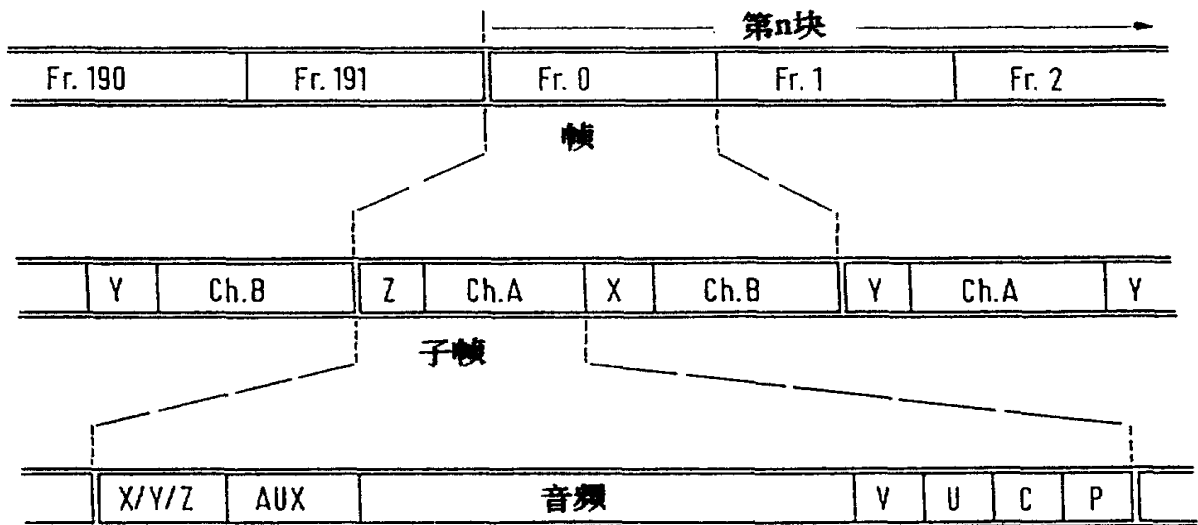 第n块
Fr. 190 Fr. 191 Fr. 0 Fr. 1 Fr. 2
帧
Y Ch.B Z Ch.A X Ch.B Y Ch.A Y
子帧
X/Y/Z AUX 音频 V U C P